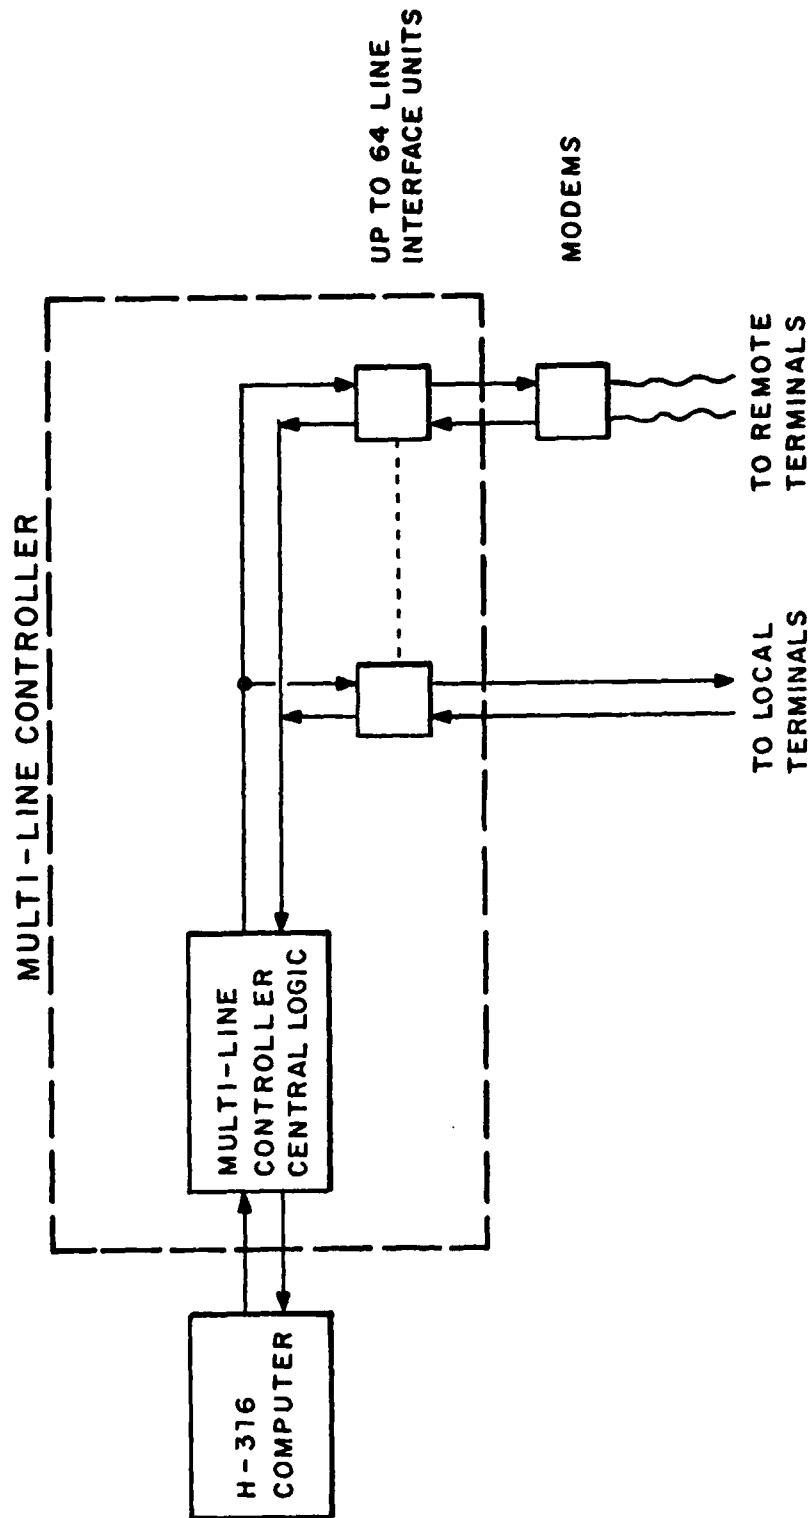 MULTI-LINE CONTROLLER
H-316
COMPUTER
MULTI-LINE
CONTROLLER
CENTRAL LOGIC
UP TO 64 LINE
INTERFACE UNITS
MODEMS
TO LOCAL
TERMINALS
TO REMOTE
TERMINALS